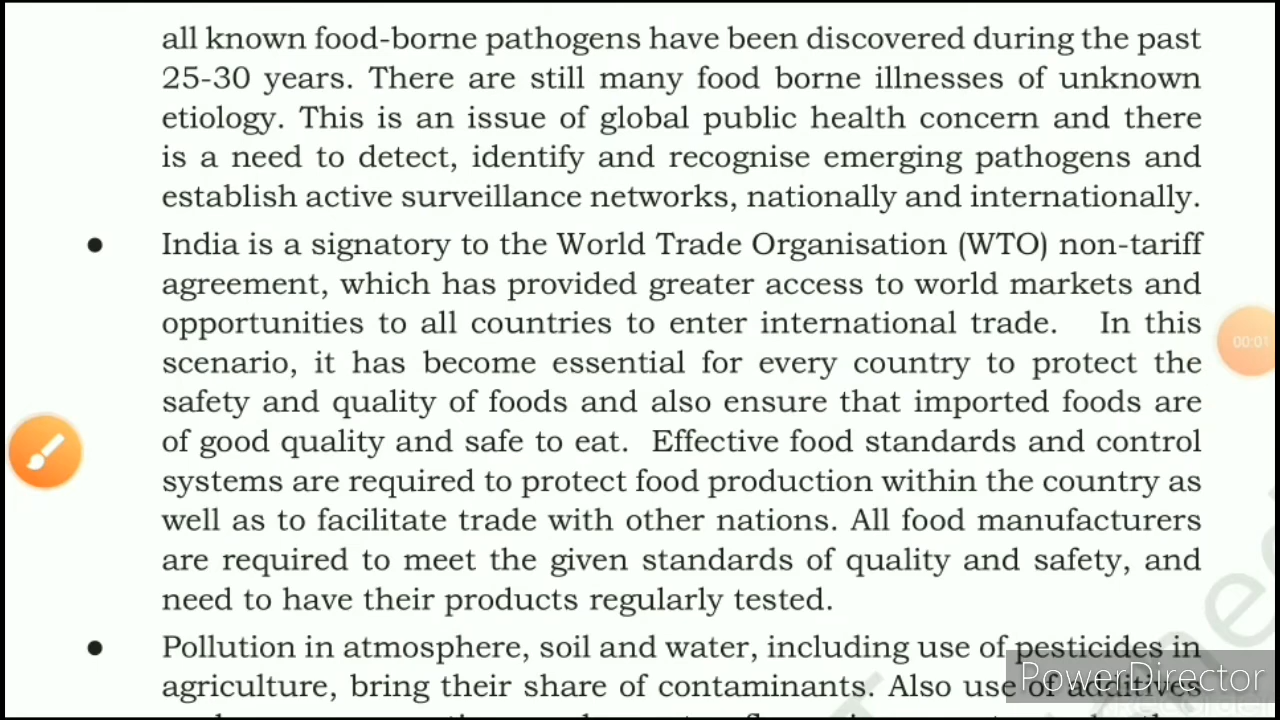 all known food-borne pathogens have been discovered during the past
25-30 years. There are still many food borne illnesses of unknown
etiology. This is an issue of global public health concern and there
is a need to detect, identify and recognise emerging pathogens and
establish active surveillance networks, nationally and internationally.
● India is a signatory to the World Trade Organisation (WTO) non-tariff
agreement, which has provided greater access to world markets and
opportunities to all countries to enter international trade. In this
scenario, it has become essential for every country to protect the
safety and quality of foods and also ensure that imported foods are
of good quality and safe to eat. Effective food standards and control
systems are required to protect food production within the country as
well as to facilitate trade with other nations. All food manufacturers
are required to meet the given standards of quality and safety, and
need to have their products regularly tested.
● Pollution in atmosphere, soil and water, including use of pesticides in
agriculture, bring their share of contaminants. Also use of additives
00:01
PowerDirector